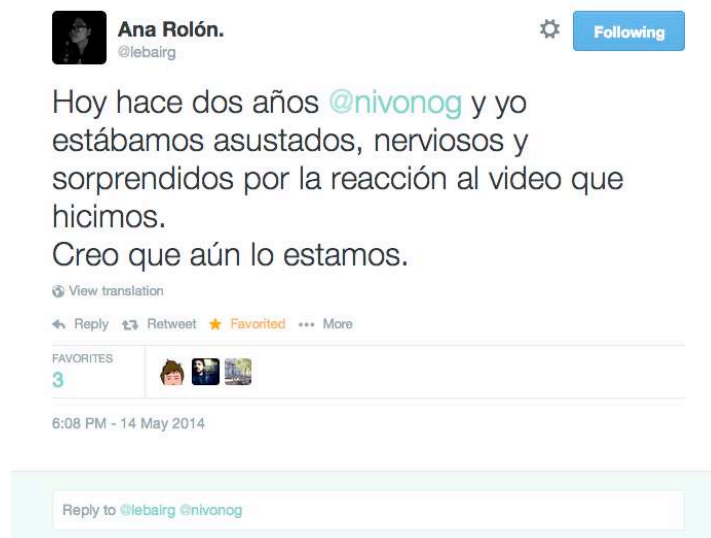 Ana Rolón.
@lebairg
Following
Hoy hace dos años @nivonog y yo
estábamos asustados, nerviosos y
sorprendidos por la reacción al video que
hicimos.
Creo que aún lo estamos.
View translation
Reply Retweet Favorited More
FAVORITES
3
6:08 PM - 14 May 2014
Reply to @lebairg @nivonog